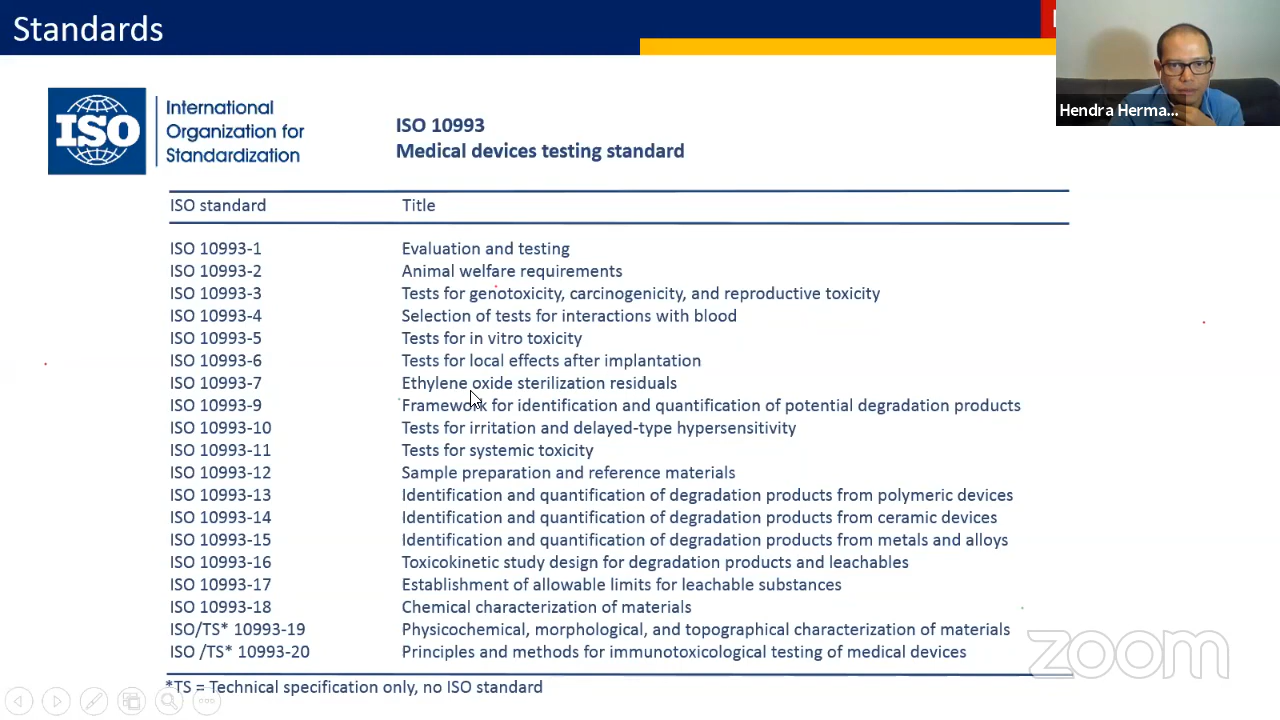 Standards
Hendra Herma...
ISO
International
Organization for
Standardization
ISO 10993
Medical devices testing standard
ISO standard Title
ISO 10993-1 Evaluation and testing
ISO 10993-2 Animal welfare requirements
ISO 10993-3 Tests for genotoxicity, carcinogenicity, and reproductive toxicity
ISO 10993-4 Selection of tests for interactions with blood
ISO 10993-5 Tests for in vitro toxicity
ISO 10993-6 Tests for local effects after implantation
ISO 10993-7 Ethylene oxide sterilization residuals
ISO 10993-9 Framework for identification and quantification of potential degradation products
ISO 10993-10 Tests for irritation and delayed-type hypersensitivity
ISO 10993-11 Tests for systemic toxicity
ISO 10993-12 Sample preparation and reference materials
ISO 10993-13 Identification and quantification of degradation products from polymeric devices
ISO 10993-14 Identification and quantification of degradation products from ceramic devices
ISO 10993-15 Identification and quantification of degradation products from metals and alloys
ISO 10993-16 Toxicokinetic study design for degradation products and leachables
ISO 10993-17 Establishment of allowable limits for leachable substances
ISO 10993-18 Chemical characterization of materials
ISO/TS* 10993-19 Physicochemical, morphological, and topographical characterization of materials
ISO /TS* 10993-20 Principles and methods for immunotoxicological testing of medical devices
*TS = Technical specification only, no ISO standard
zoom